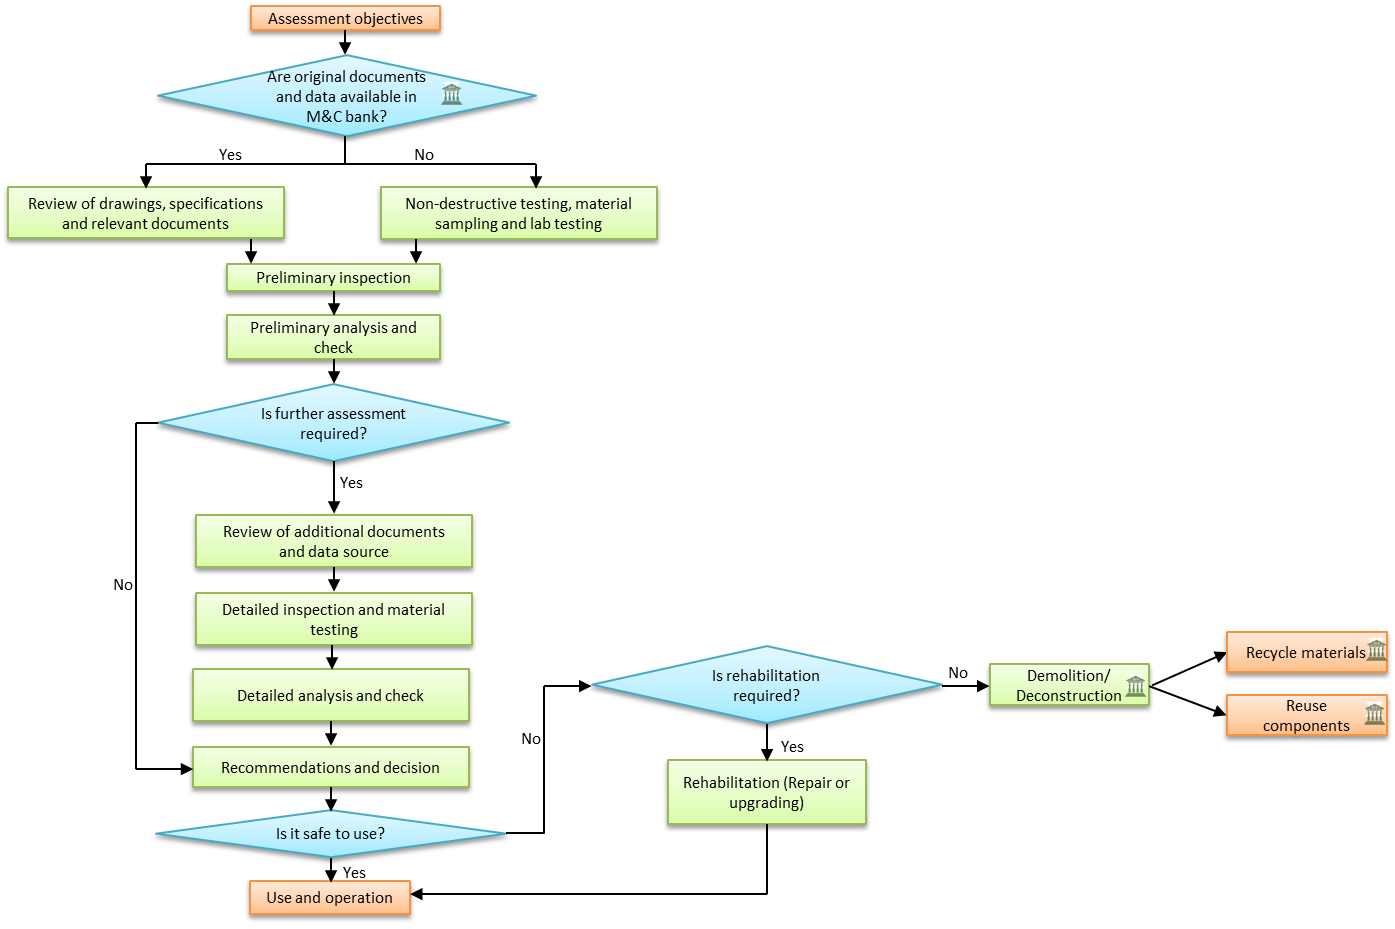 Assessment objectives
Are original documents
and data available in
M&C bank?
Yes
No
Review of drawings, specifications
and relevant documents
Non-destructive testing, material
sampling and lab testing
Preliminary inspection
Preliminary analysis and
check
Is further assessment
required?
Yes
No
Review of additional documents
and data source
Detailed inspection and material
testing
Detailed analysis and check
Recommendations and decision
Is it safe to use?
Yes
Use and operation
No
Is rehabilitation
required?
Yes
Rehabilitation (Repair or
upgrading)
No
Demolition/
Deconstruction
Recycle materials
Reuse
components